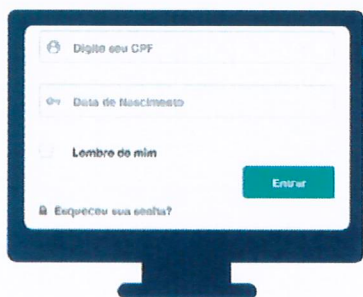 Digite seu CPF
Data de Nascimento
Lembre de mim
Entrar
Esqueceu sua senha?